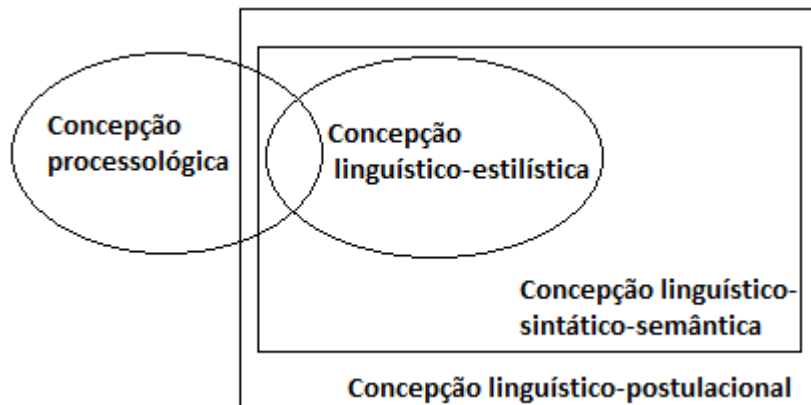 Concepção
processológica
Concepção
linguístico-estilística
Concepção linguístico-
sintático-semântica
Concepção linguístico-postulacional